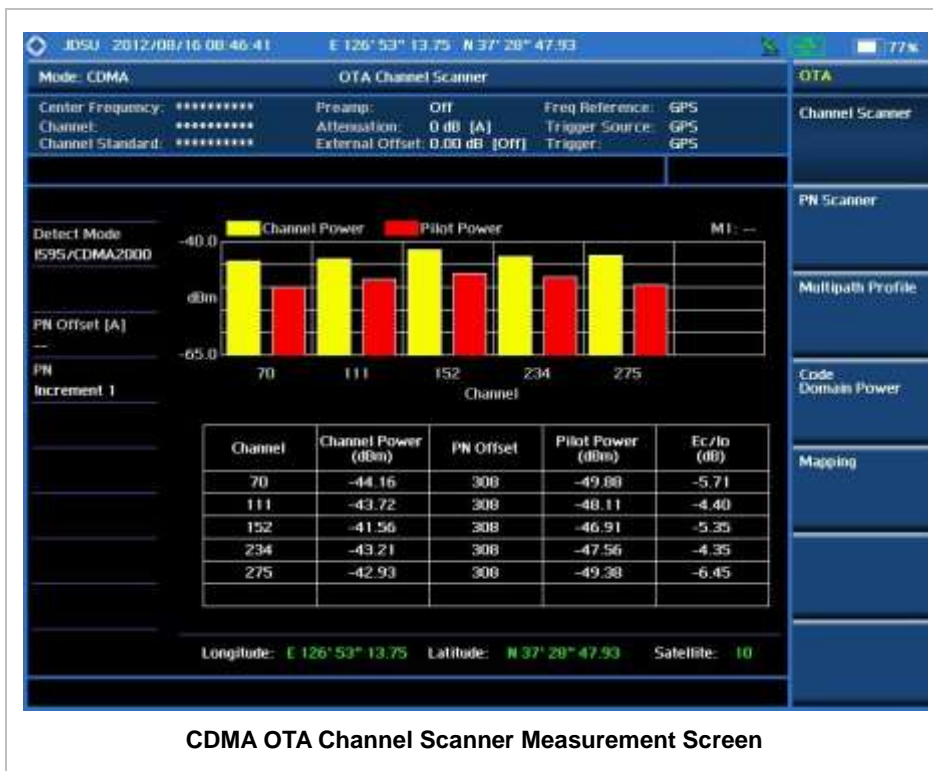 JDSU 2012/08/16 08:46:41 E 126° 53" 13.75 N 37° 28" 47.93 77%
Mode: CDMA OTA Channel Scanner OTA
Center Frequency: ********** Preamp: Off Freq Reference: GPS
Channel: ********** Attenuation: 0 dB [A] Trigger Source: GPS
Channel Standard: ********** External Offset: 0.00 dB [Off] Trigger: GPS
Channel Scanner
PN Scanner
Multipath Profile
Code
Domain Power
Mapping
Detect Mode
IS95/CDMA2000
PN Offset [A]
--
PN
Increment 1
Channel Power Pilot Power M1: --
-40.0
dBm
-65.0
70 111 152 234 275
Channel
Channel Channel Power (dBm) PN Offset Pilot Power (dBm) Ec/Io (dB)
70 -44.16 308 -49.88 -5.71
111 -43.72 308 -48.11 -4.40
152 -41.56 308 -46.91 -5.35
234 -43.21 308 -47.56 -4.35
275 -42.93 308 -49.38 -6.45
Longitude: E 126° 53" 13.75 Latitude: N 37° 28" 47.93 Satellite: 10
CDMA OTA Channel Scanner Measurement Screen